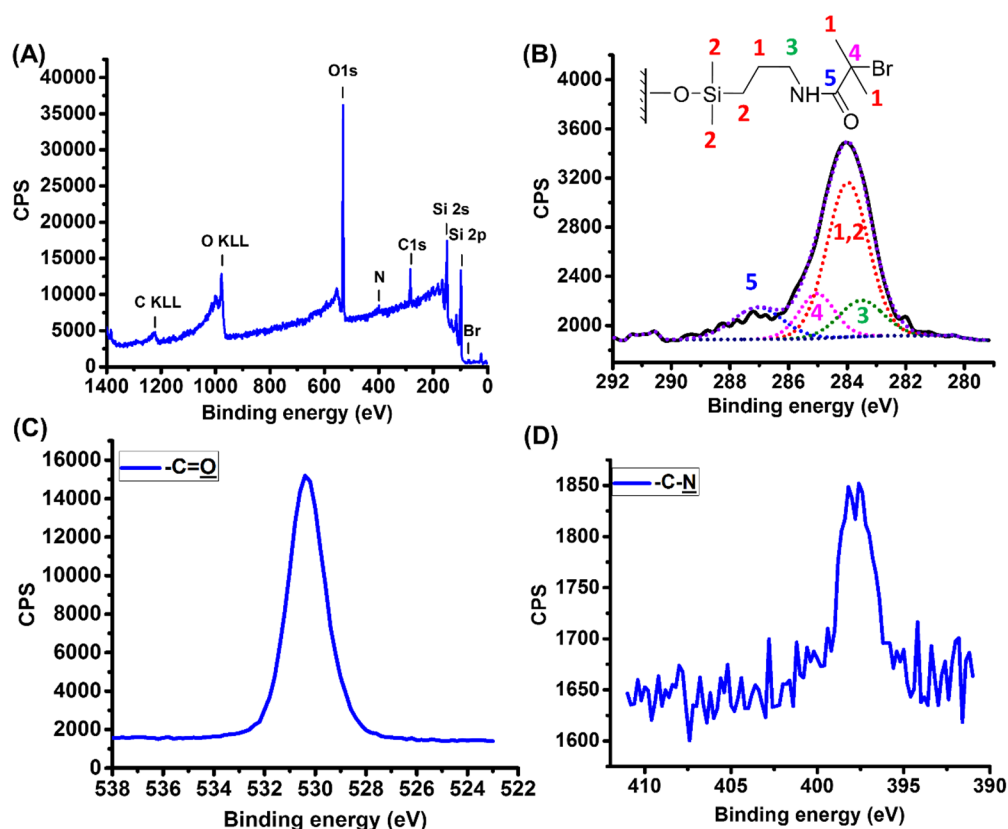 (A)
CPS
40000
35000
30000
25000
20000
15000
10000
5000
0
O1s
Si 2s
Si 2p
O KLL
C KLL
N
C1s
Br
1400 1200 1000 800 600 400 200 0
Binding energy (eV)
(B)
CPS
4000
3600
3200
2800
2400
2000
1
2 1 3 4
O Si NH 5 Br
2 2 O 1
1,2
5
4
3
292 290 288 286 284 282 280
Binding energy (eV)
(C)
-C=O
CPS
16000
14000
12000
10000
8000
6000
4000
2000
0
538 536 534 532 530 528 526 524 522
Binding energy (eV)
(D)
-C-N
CPS
1850
1800
1750
1700
1650
1600
410 405 400 395 390
Binding energy (eV)